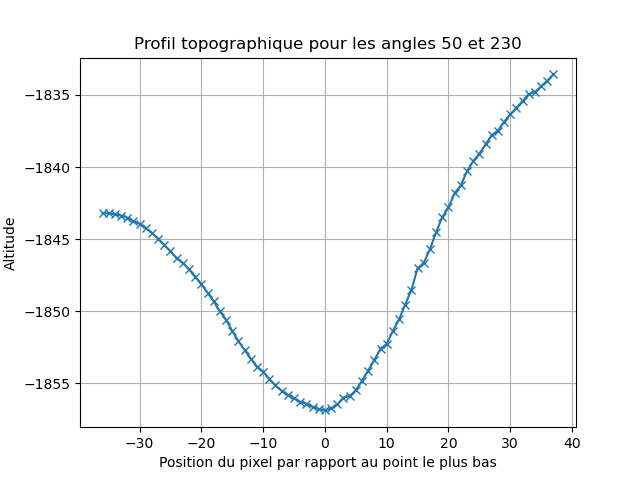 Profil topographique pour les angles 50 et 230
−1835
−1840
−1845
−1850
−1855
Altitude
−30 −20 −10 0 10 20 30 40
Position du pixel par rapport au point le plus bas